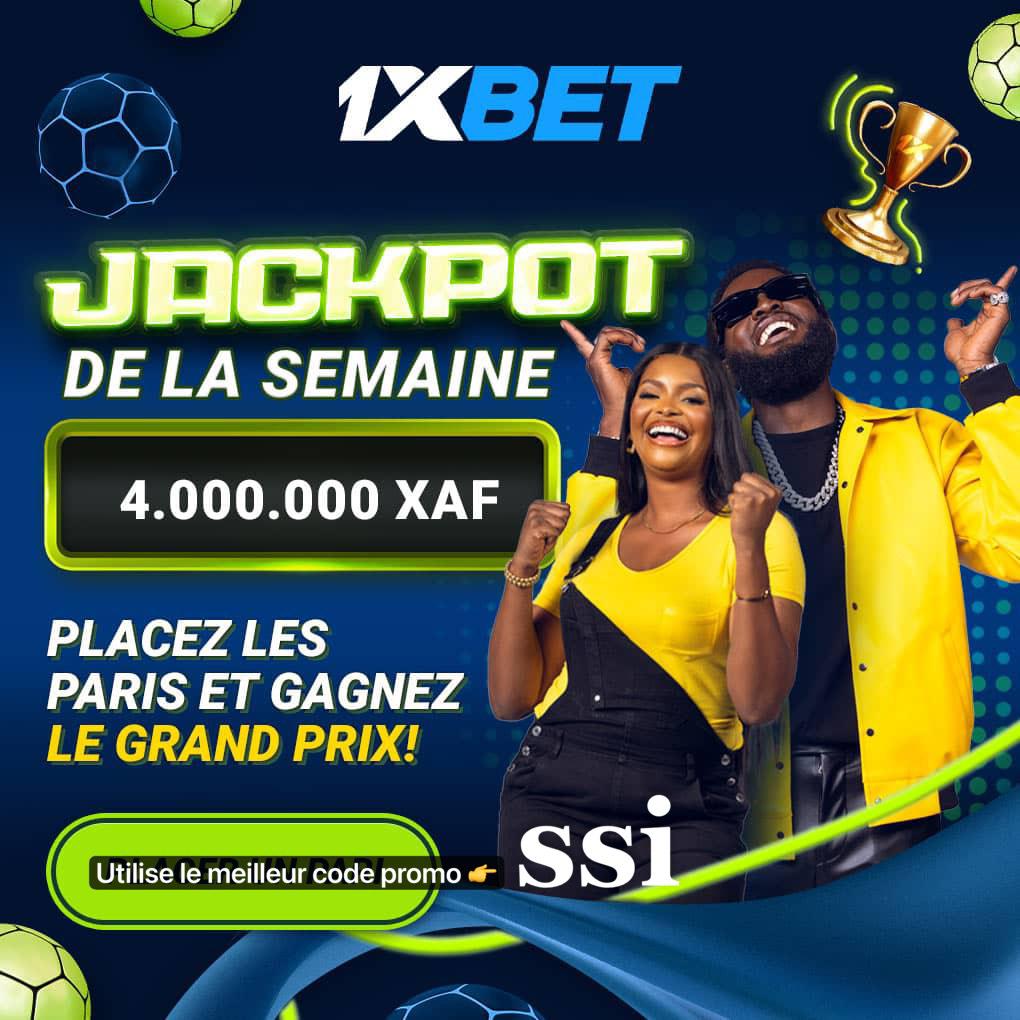 1XBET
JACKPOT
DE LA SEMAINE
4.000.000 XAF
PLACEZ LES
PARIS ET GAGNEZ
LE GRAND PRIX!
Utilise le meilleur code promo 👉 ssi